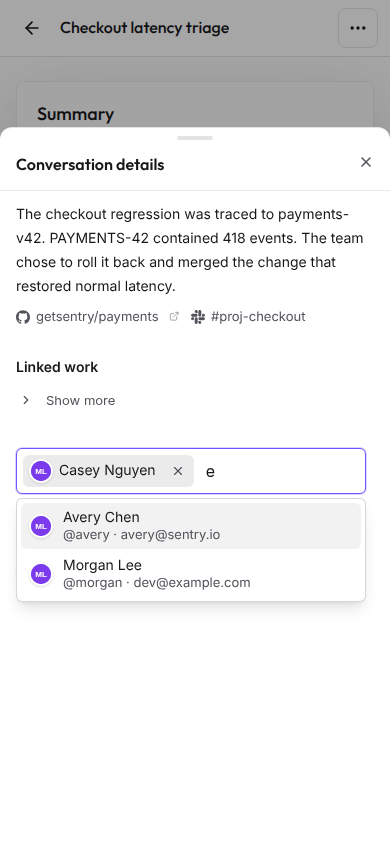 Checkout latency triage
Summary
Conversation details
The checkout regression was traced to payments-
v42. PAYMENTS-42 contained 418 events. The team
chose to roll it back and merged the change that
restored normal latency.
getsentry/payments #proj-checkout
Linked work
Show more
ML Casey Nguyen e
Avery Chen
ML @avery · avery@sentry.io
Morgan Lee
ML @morgan · dev@example.com